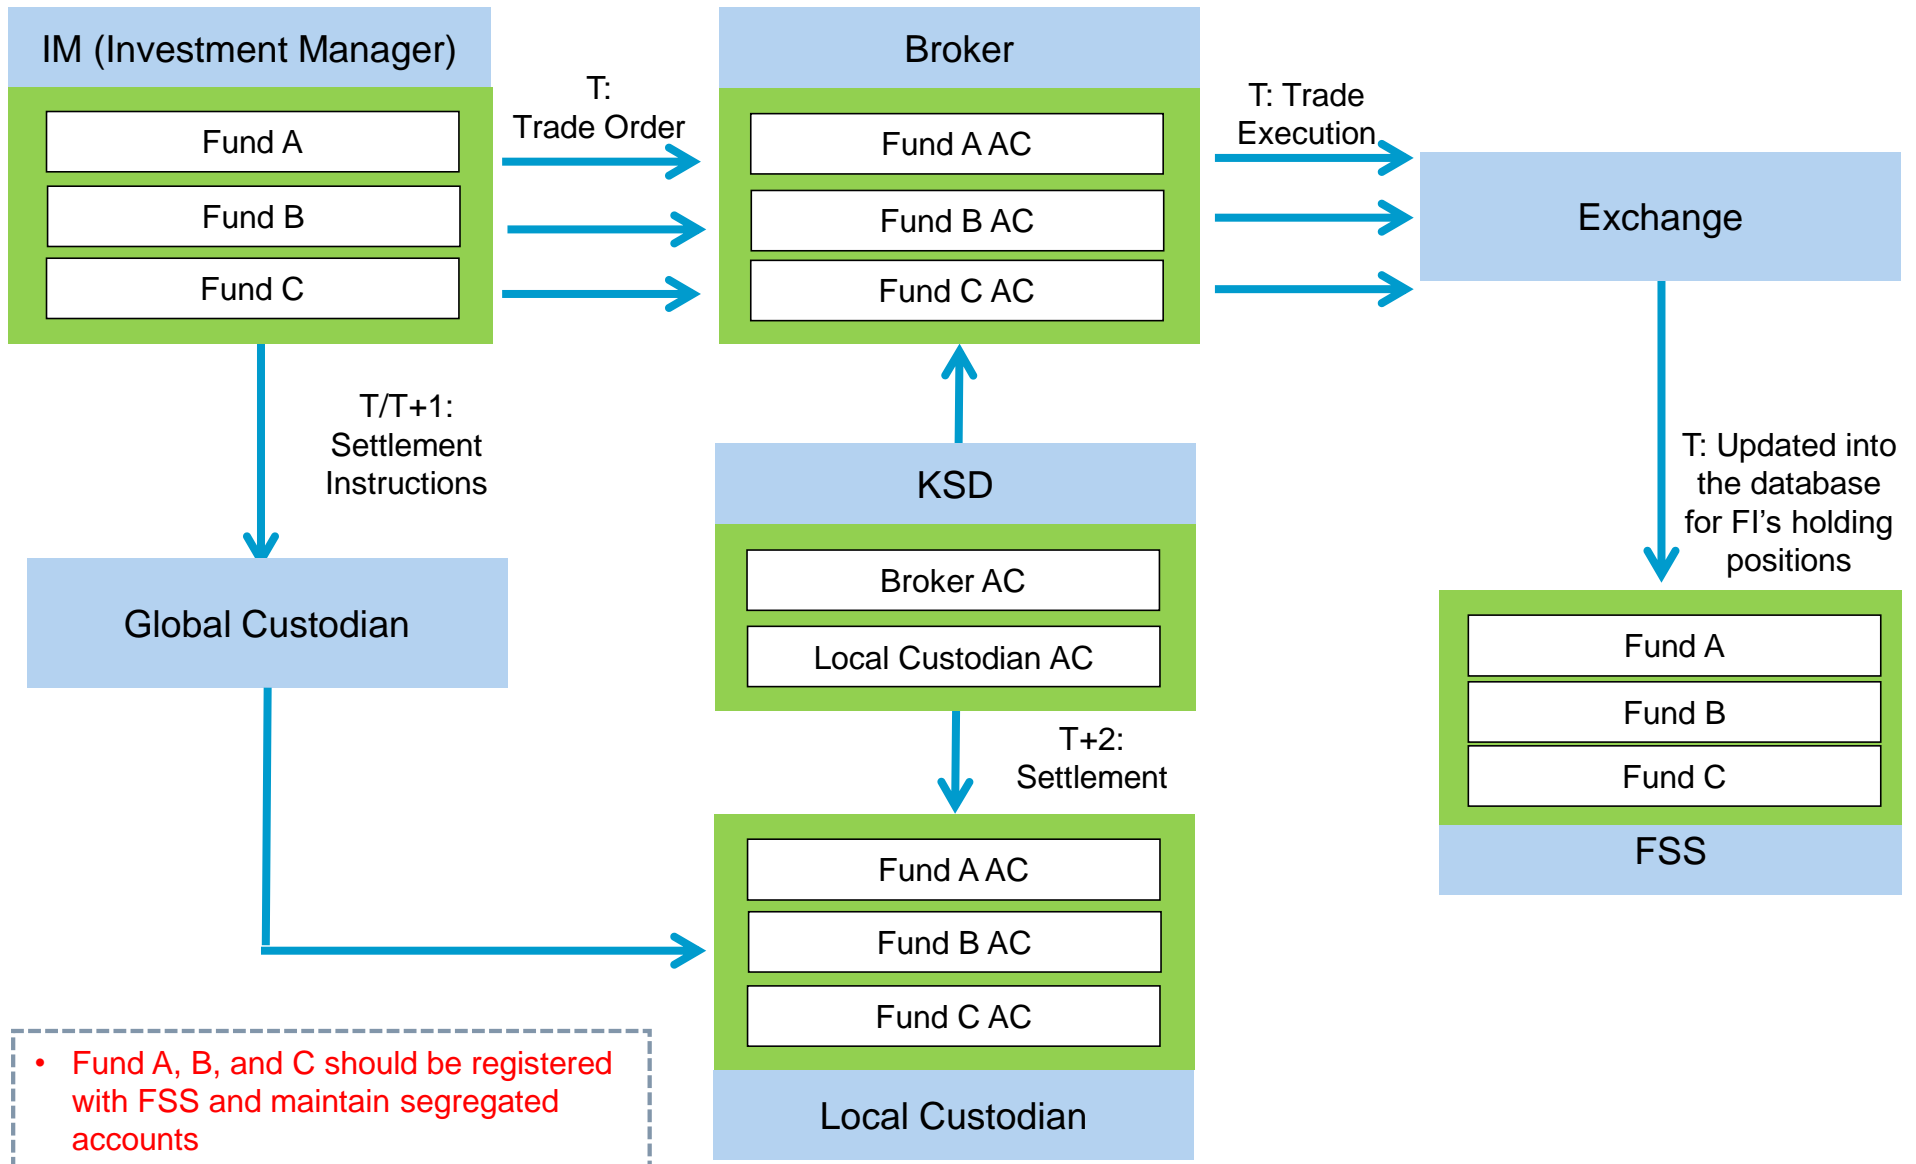 IM (Investment Manager)
Fund A
Fund B
Fund C
T:
Trade Order
Broker
Fund A AC
Fund B AC
Fund C AC
T: Trade
Execution
Exchange
T/T+1:
Settlement
Instructions
Global Custodian
KSD
Broker AC
Local Custodian AC
T+2:
Settlement
T: Updated into
the database
for FI's holding
positions
Fund A
Fund B
Fund C
FSS
Fund A AC
Fund B AC
Fund C AC
Local Custodian
• Fund A, B, and C should be registered
with FSS and maintain segregated
accounts